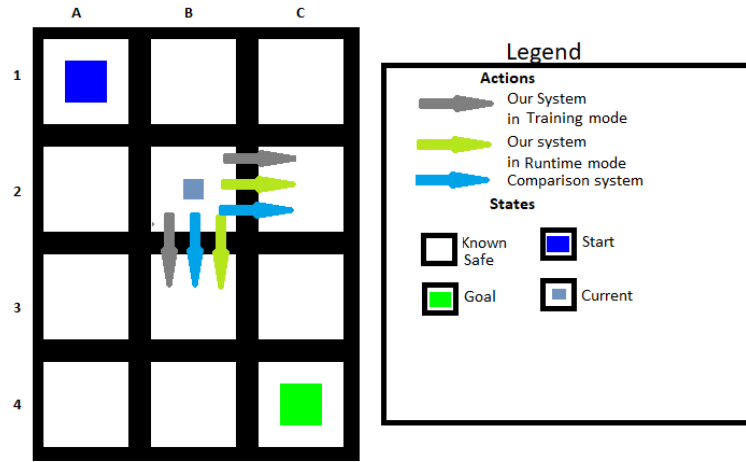 A B C
1
2
3
4
Legend
Actions
Our System
in Training mode
Our system
in Runtime mode
Comparison system
States
Known
Safe
Start
Goal
Current